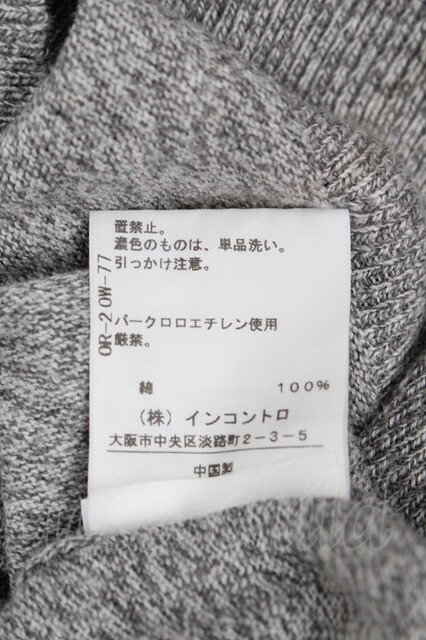 置禁止。
濃色のものは、単品洗い。
引っかけ注意。
パークロロエチレン使用
厳禁。
綿 100%
(株) インコントロ
大阪市中央区淡路町2-3-5
中国製
OR-20W-77